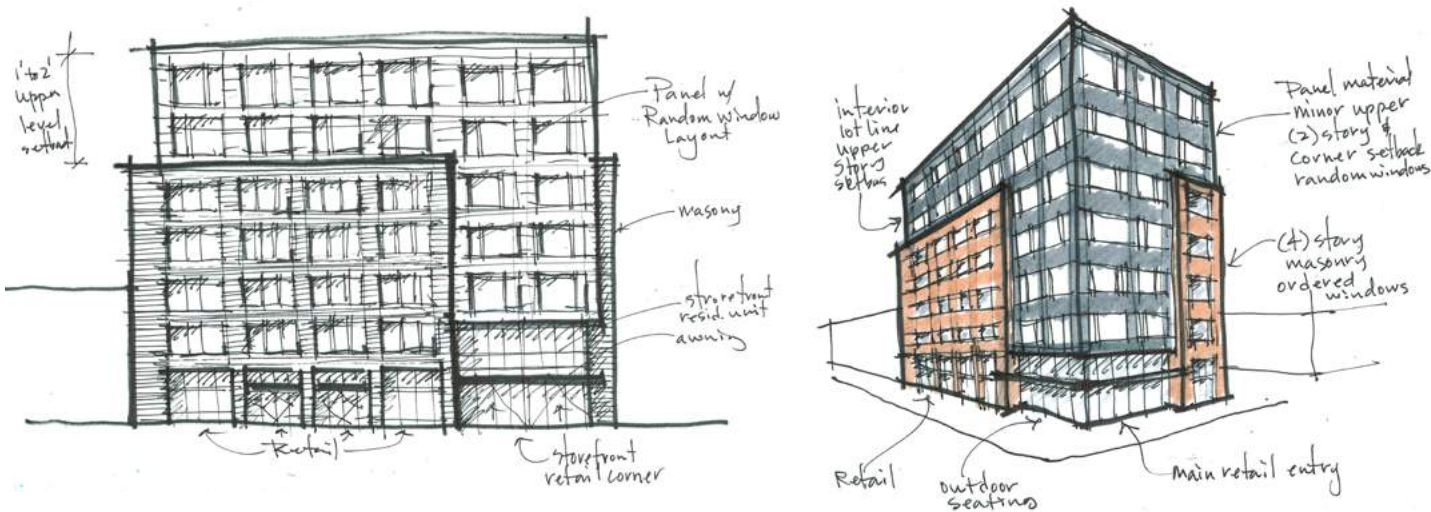 1' to 2'
upper
level
setback
Panel w/
Random window
Layout
masonry
strorefront
resid. unit
awning
Retail
storefront
retail corner
interior
lot line
upper
story
Panel material
minor upper
(2) story &
corner setback
random windows
(4) story
masonry
ordered
windows
Retail
outdoor
seating
main retail entry